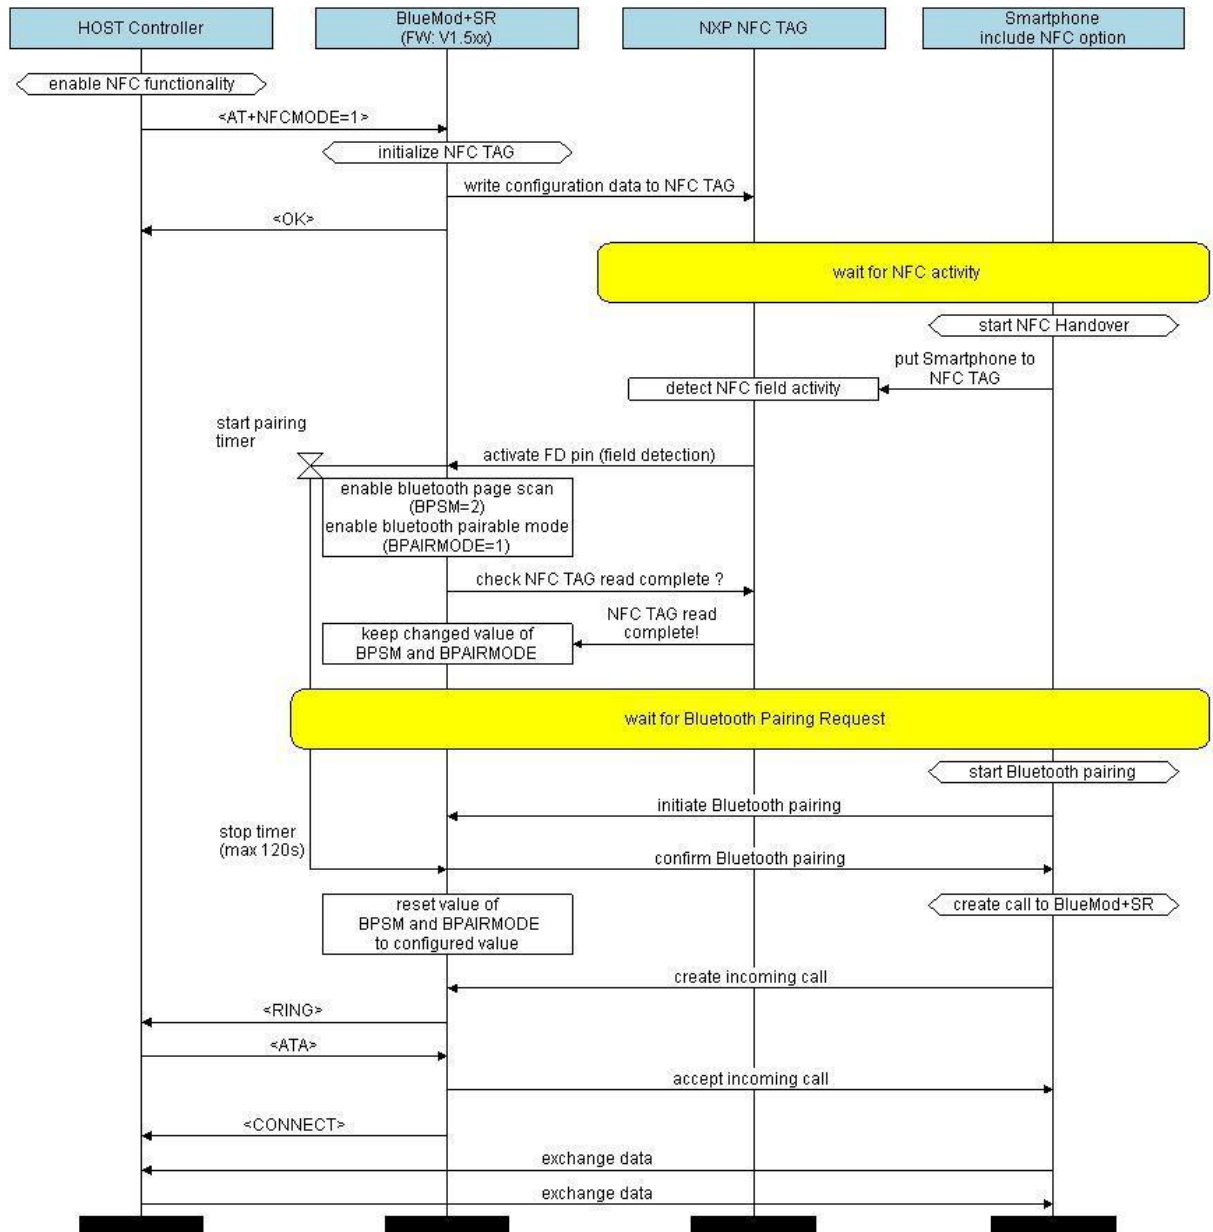 HOST Controller
BlueMod+SR
(FW: V1.5xx)
NXP NFC TAG
Smartphone
include NFC option
enable NFC functionality
<AT+NFCMODE=1>
initialize NFC TAG
write configuration data to NFC TAG
<OK>
wait for NFC activity
start NFC Handover
put Smartphone to
NFC TAG
detect NFC field activity
start pairing
timer
activate FD pin (field detection)
enable bluetooth page scan
(BPSM=2)
enable bluetooth pairable mode
(BPAIRMODE=1)
check NFC TAG read complete ?
NFC TAG read
complete!
keep changed value of
BPSM and BPAIRMODE
wait for Bluetooth Pairing Request
start Bluetooth pairing
initiate Bluetooth pairing
stop timer
(max 120s)
confirm Bluetooth pairing
reset value of
BPSM and BPAIRMODE
to configured value
create call to BlueMod+SR
create incoming call
<RING>
<ATA>
accept incoming call
<CONNECT>
exchange data
exchange data